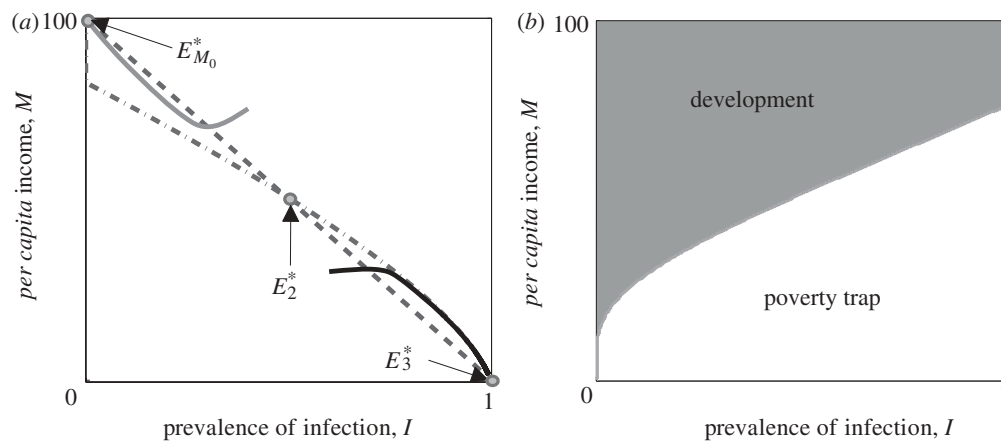 (a)
100
per capita income, M
E*M0
E*2
E*3
0
1
prevalence of infection, I
(b)
100
per capita income, M
development
poverty trap
0
prevalence of infection, I